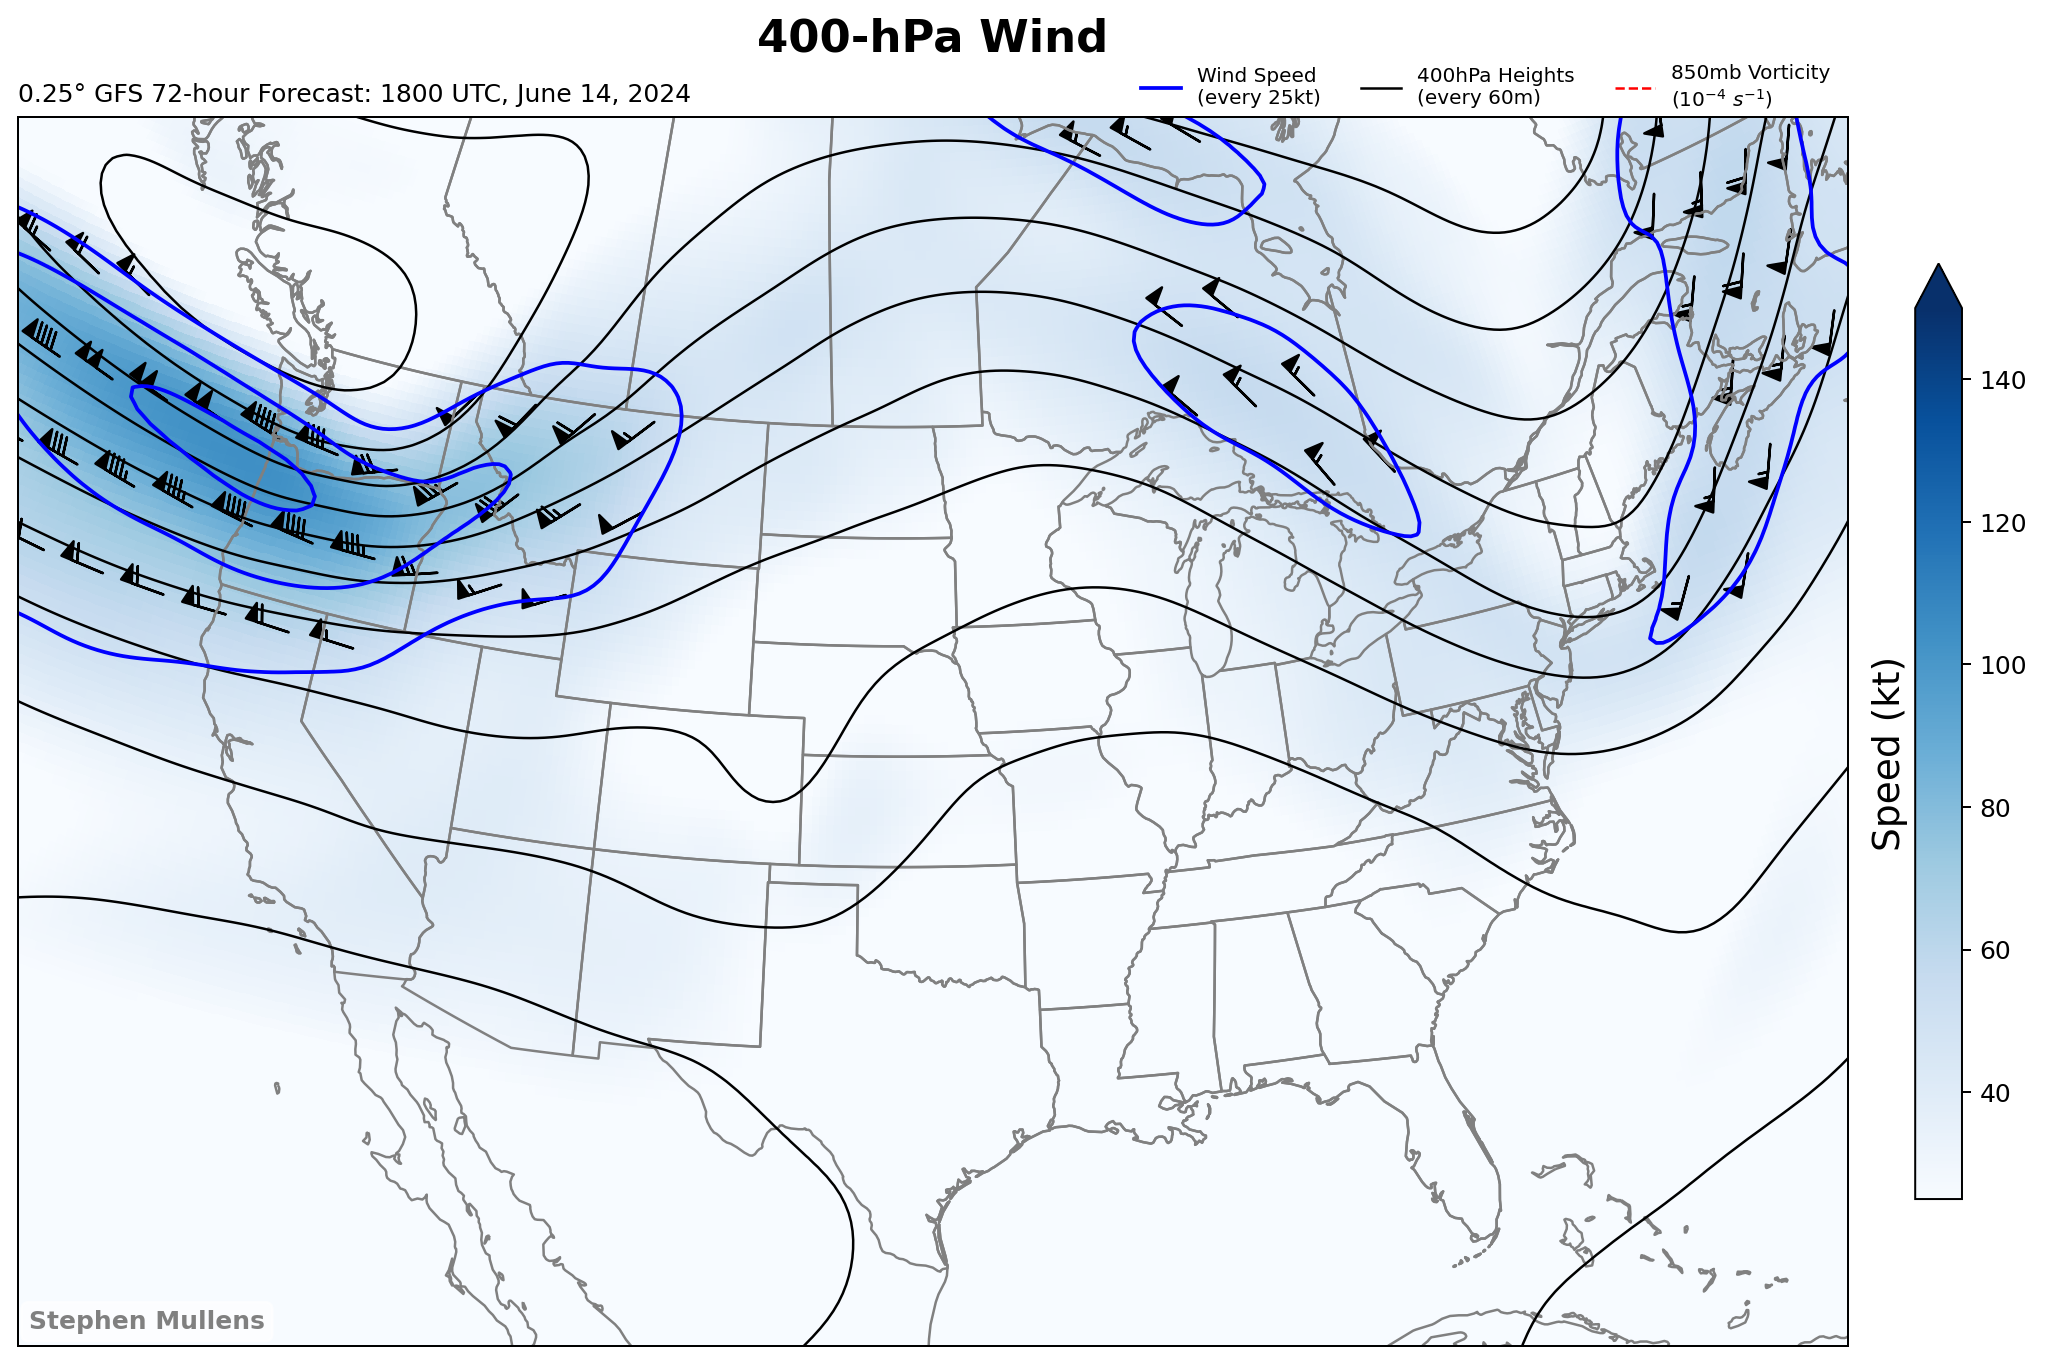 400-hPa Wind
0.25° GFS 72-hour Forecast: 1800 UTC, June 14, 2024
Wind Speed
(every 25kt)
400hPa Heights
(every 60m)
850mb Vorticity
(10⁻⁴ s⁻¹)
140
120
100
80
60
40
Speed (kt)
Stephen Mullens